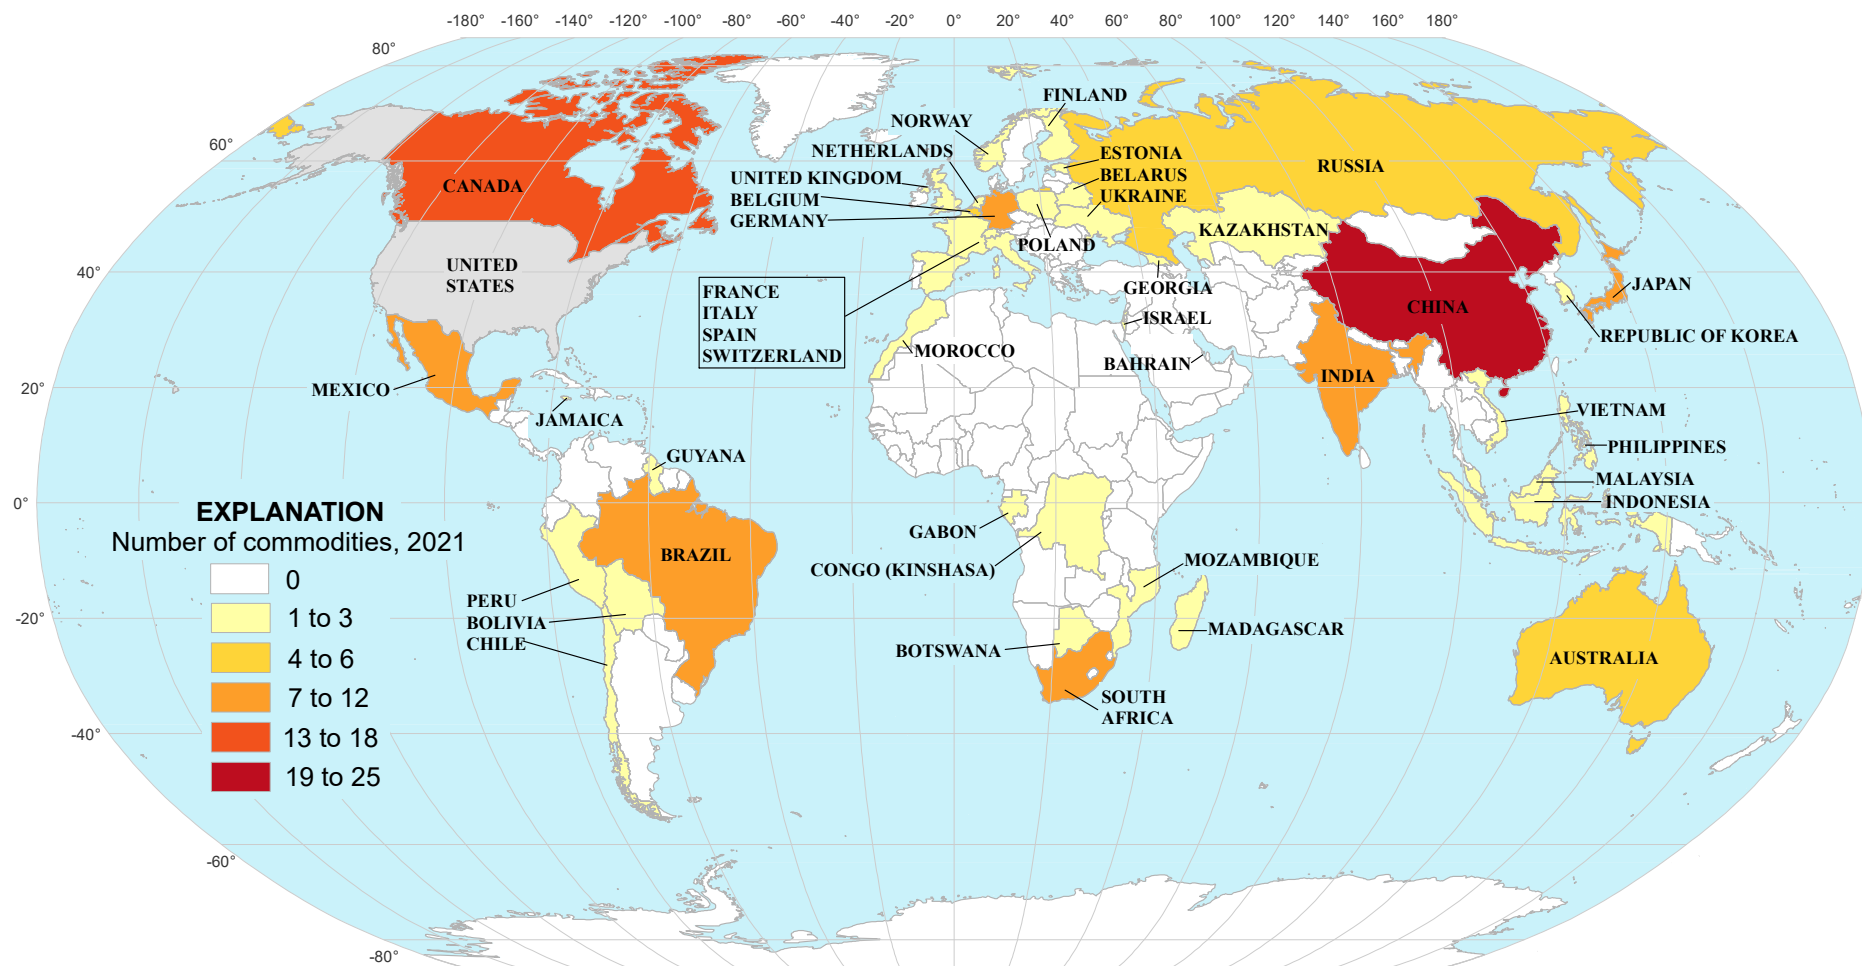 -180° -160° -140° -120° -100° -80° -60° -40° -20° 0° 20° 40° 60° 80° 100° 120° 140° 160° 180°
80°
60°
40°
20°
0°
-20°
-40°
-60°
-80°
CANADA
UNITED
STATES
MEXICO
JAMAICA
GUYANA
BRAZIL
PERU
BOLIVIA
CHILE
FINLAND
NORWAY
NETHERLANDS
UNITED KINGDOM
BELGIUM
GERMANY
ESTONIA
BELARUS
UKRAINE
POLAND
FRANCE
ITALY
SPAIN
SWITZERLAND
RUSSIA
KAZAKHSTAN
GEORGIA
ISRAEL
BAHRAIN
MOROCCO
CHINA
INDIA
JAPAN
REPUBLIC OF KOREA
VIETNAM
PHILIPPINES
MALAYSIA
INDONESIA
GABON
CONGO (KINSHASA)
MOZAMBIQUE
MADAGASCAR
BOTSWANA
SOUTH
AFRICA
AUSTRALIA
EXPLANATION
Number of commodities, 2021
0
1 to 3
4 to 6
7 to 12
13 to 18
19 to 25